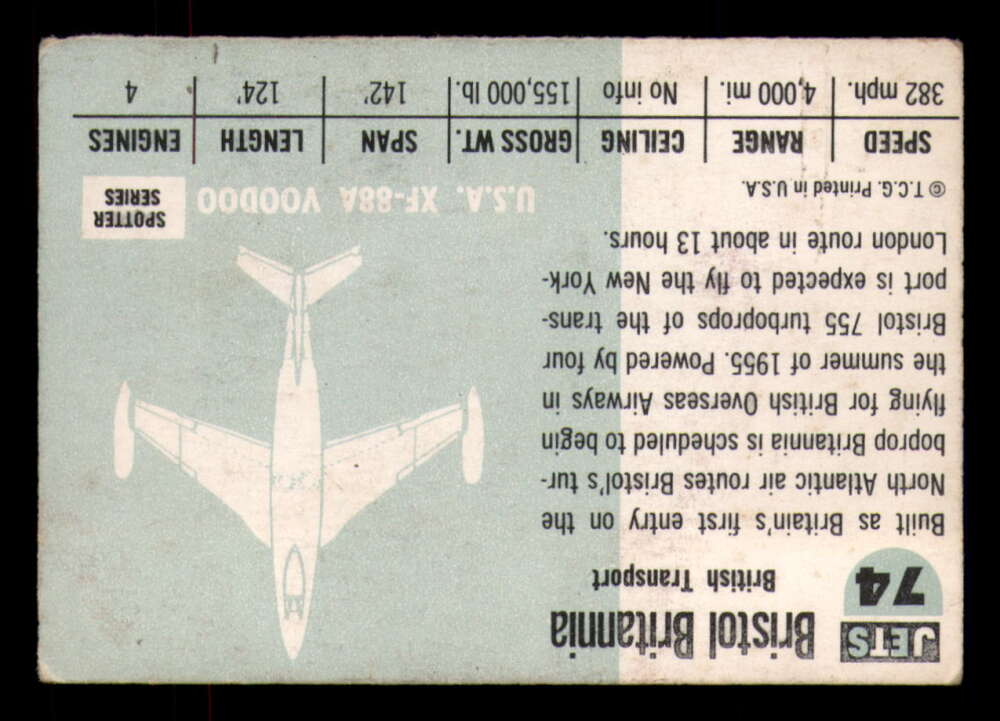 JETS
74
Bristol Britannia
British Transport
Built as Britain's first entry on the
North Atlantic air routes Bristol's tur-
boprop Britannia is scheduled to begin
flying for British Overseas Airways in
the summer of 1955. Powered by four
Bristol 755 turboprops of the trans-
port is expected to fly the New York-
London route in about 13 hours.
© T.C.G. Printed in U.S.A.
U.S.A. XF-88A VOODOO
SPOTTER
SERIES
SPEED RANGE CEILING GROSS WT. SPAN LENGTH ENGINES
382 mph. 4,000 mi. No info 155,000 lb. 142' 124' 4